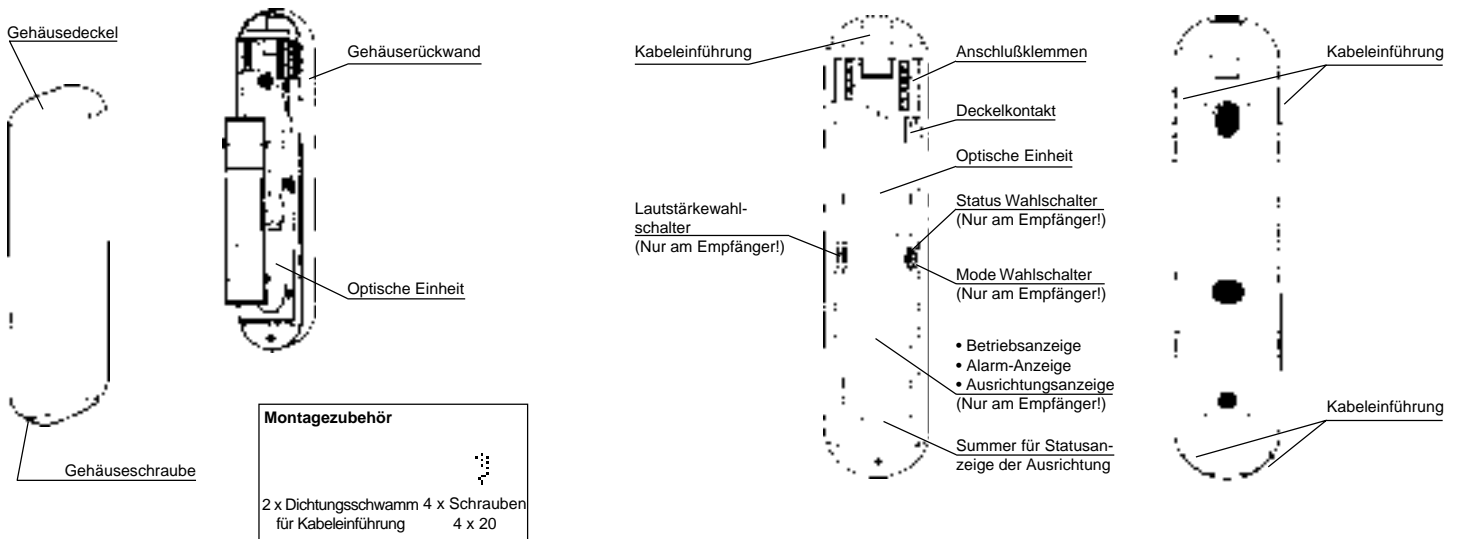 Gehäusedeckel
Gehäuserückwand
Optische Einheit
Gehäuseschraube
Montagezubehör
2 x Dichtungsschwamm
für Kabeleinführung
4 x Schrauben
4 x 20
Kabeleinführung
Lautstärkewahl-
schalter
(Nur am Empfänger!)
Anschlußklemmen
Deckelkontakt
Optische Einheit
Status Wahlschalter
(Nur am Empfänger!)
Mode Wahlschalter
(Nur am Empfänger!)
• Betriebsanzeige
• Alarm-Anzeige
• Ausrichtungsanzeige
(Nur am Empfänger!)
Summer für Statusan-
zeige der Ausrichtung
Kabeleinführung
Kabeleinführung